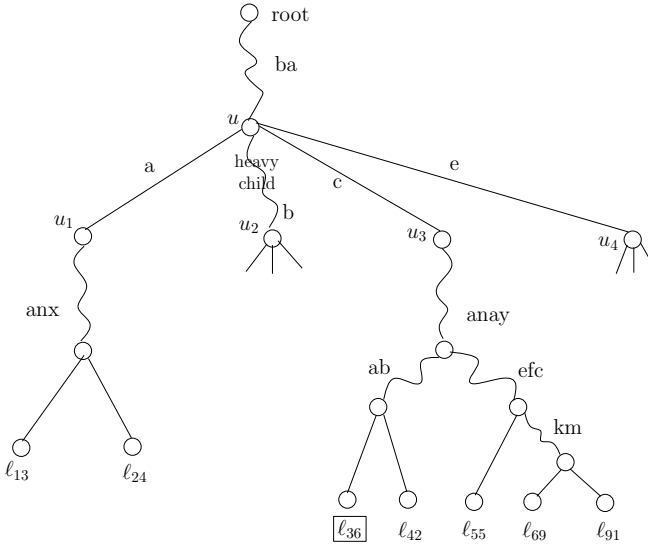 root
ba
u
a
heavy
child
c
e
u₁
u₂
b
u₃
u₄
anx
anay
ab
efc
km
ℓ₁₃
ℓ₂₄
ℓ₃₆
ℓ₄₂
ℓ₅₅
ℓ₆₉
ℓ₉₁